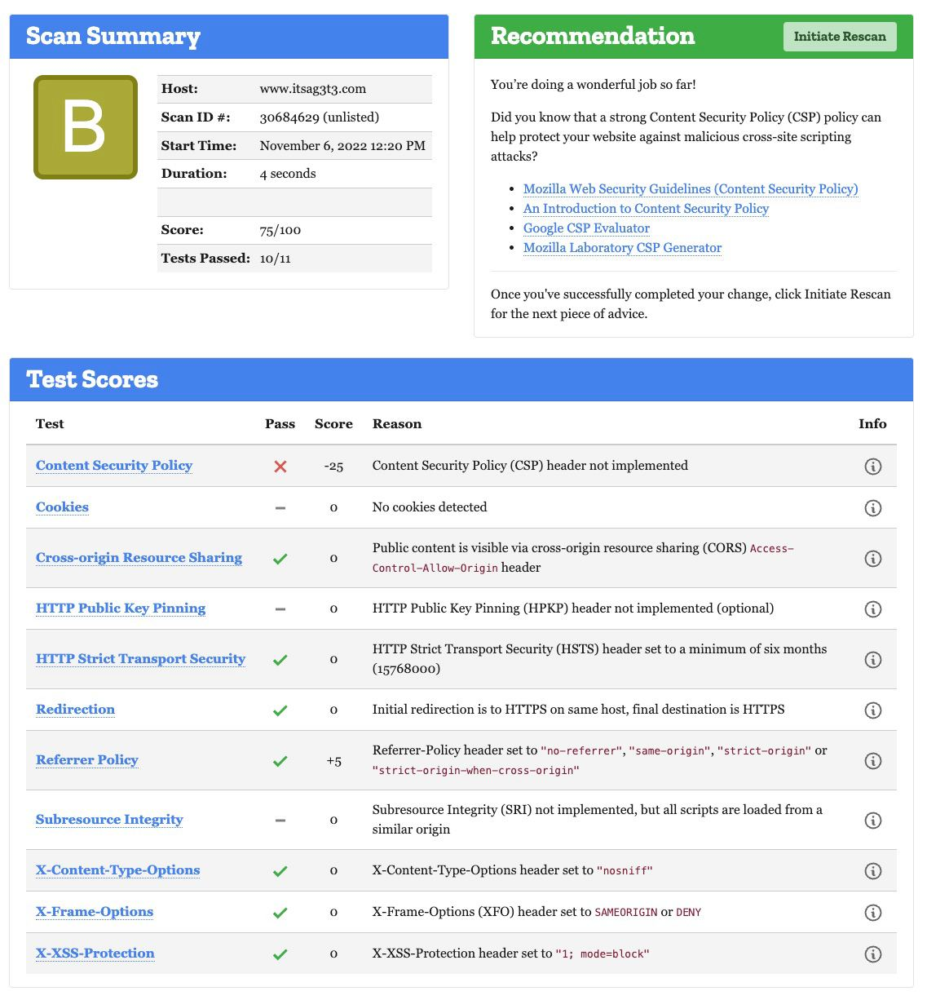 Scan Summary
B
Host: www.itsag3t3.com
Scan ID #: 30684629 (unlisted)
Start Time: November 6, 2022 12:20 PM
Duration: 4 seconds
Score: 75/100
Tests Passed: 10/11
Recommendation
Initiate Rescan
You’re doing a wonderful job so far!
Did you know that a strong Content Security Policy (CSP) policy can
help protect your website against malicious cross-site scripting
attacks?
• Mozilla Web Security Guidelines (Content Security Policy)
• An Introduction to Content Security Policy
• Google CSP Evaluator
• Mozilla Laboratory CSP Generator
Once you've successfully completed your change, click Initiate Rescan
for the next piece of advice.
Test Scores
Test Pass Score Reason Info
Content Security Policy -25 Content Security Policy (CSP) header not implemented
Cookies – 0 No cookies detected
Cross-origin Resource Sharing 0 Public content is visible via cross-origin resource sharing (CORS) Access-
Control-Allow-Origin header
HTTP Public Key Pinning – 0 HTTP Public Key Pinning (HPKP) header not implemented (optional)
HTTP Strict Transport Security 0 HTTP Strict Transport Security (HSTS) header set to a minimum of six months
(15768000)
Redirection 0 Initial redirection is to HTTPS on same host, final destination is HTTPS
Referrer Policy +5 Referrer-Policy header set to "no-referrer", "same-origin", "strict-origin" or
"strict-origin-when-cross-origin"
Subresource Integrity – 0 Subresource Integrity (SRI) not implemented, but all scripts are loaded from a
similar origin
X-Content-Type-Options 0 X-Content-Type-Options header set to "nosniff"
X-Frame-Options 0 X-Frame-Options (XFO) header set to SAMEORIGIN or DENY
X-XSS-Protection 0 X-XSS-Protection header set to "1; mode=block"